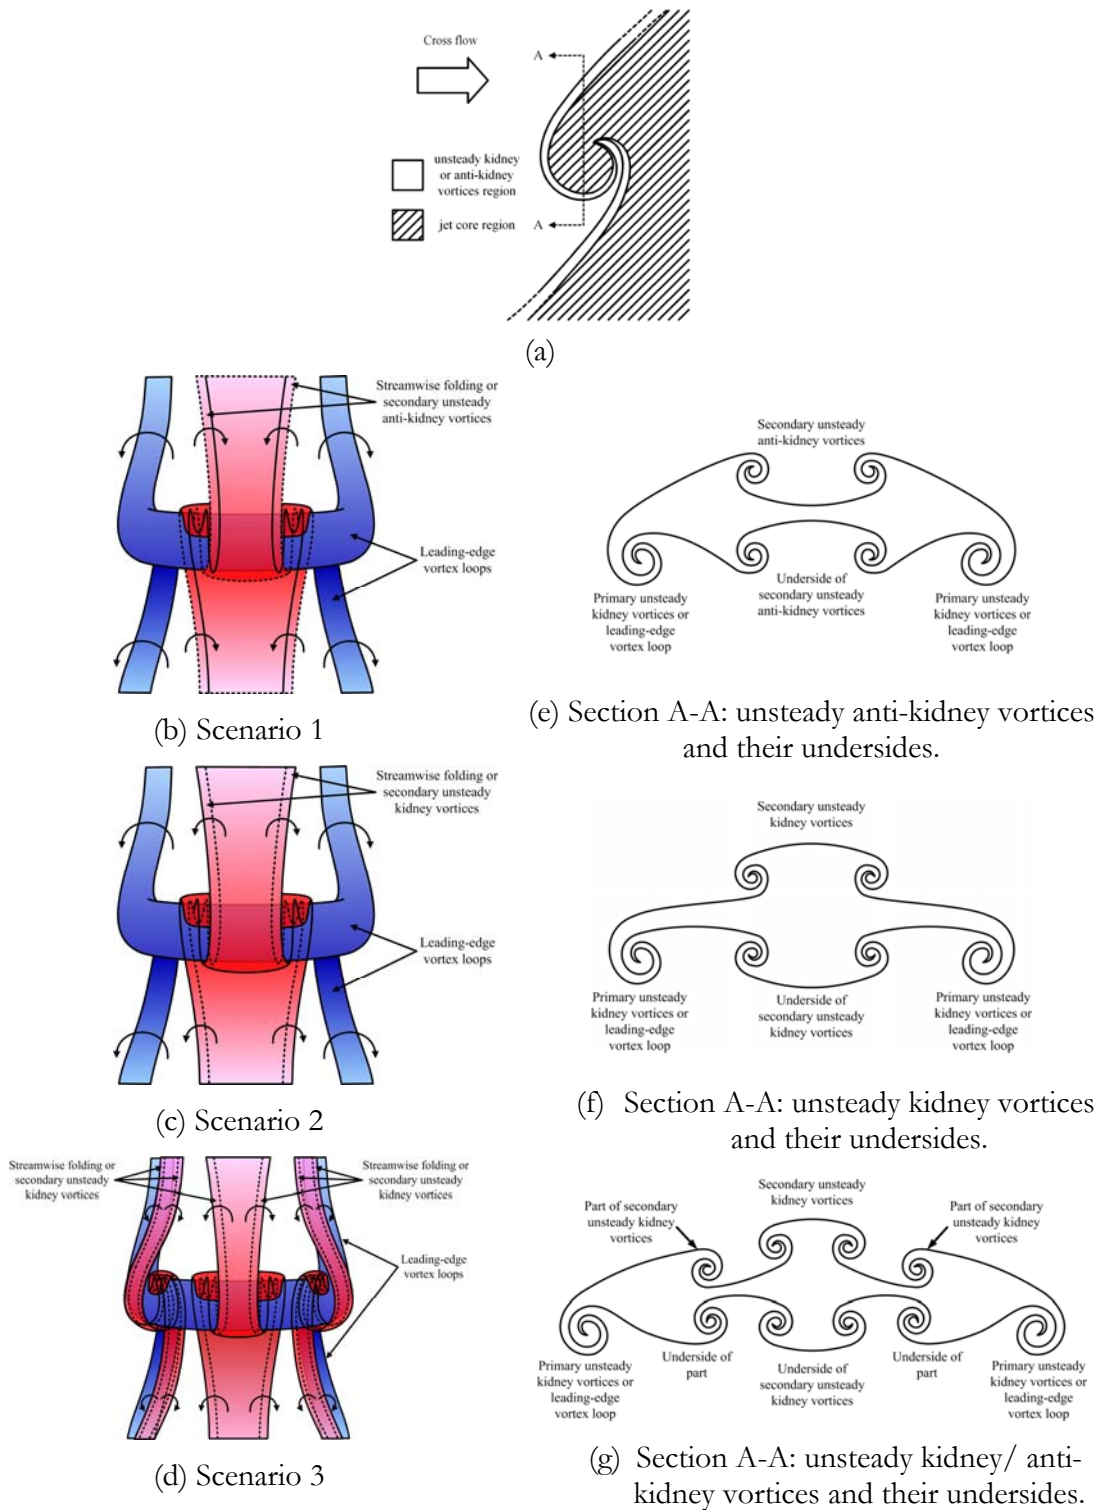 Cross flow
A
unsteady kidney
or anti-kidney
vortices region
jet core region
A
(a)
Streamwise folding or
secondary unsteady
anti-kidney vortices
Leading-edge
vortex loops
(b) Scenario 1
Secondary unsteady
anti-kidney vortices
Primary unsteady
kidney vortices or
leading-edge
vortex loop
Underside of
secondary unsteady
anti-kidney vortices
Primary unsteady
kidney vortices or
leading-edge
vortex loop
(e) Section A-A: unsteady anti-kidney vortices
and their undersides.
Streamwise folding or
secondary unsteady
kidney vortices
Leading-edge
vortex loops
(c) Scenario 2
Secondary unsteady
kidney vortices
Primary unsteady
kidney vortices or
leading-edge
vortex loop
Underside of
secondary unsteady
kidney vortices
Primary unsteady
kidney vortices or
leading-edge
vortex loop
(f) Section A-A: unsteady kidney vortices
and their undersides.
Streamwise folding or
secondary unsteady
kidney vortices
Streamwise folding or
secondary unsteady
kidney vortices
Leading-edge
vortex loops
(d) Scenario 3
Secondary unsteady
kidney vortices
Part of secondary
unsteady kidney
vortices
Part of secondary
unsteady kidney
vortices
Primary unsteady
kidney vortices or
leading-edge
vortex loop
Underside of
part
Underside of
secondary unsteady
kidney vortices
Underside of
part
Primary unsteady
kidney vortices or
leading-edge
vortex loop
(g) Section A-A: unsteady kidney/ anti-
kidney vortices and their undersides.